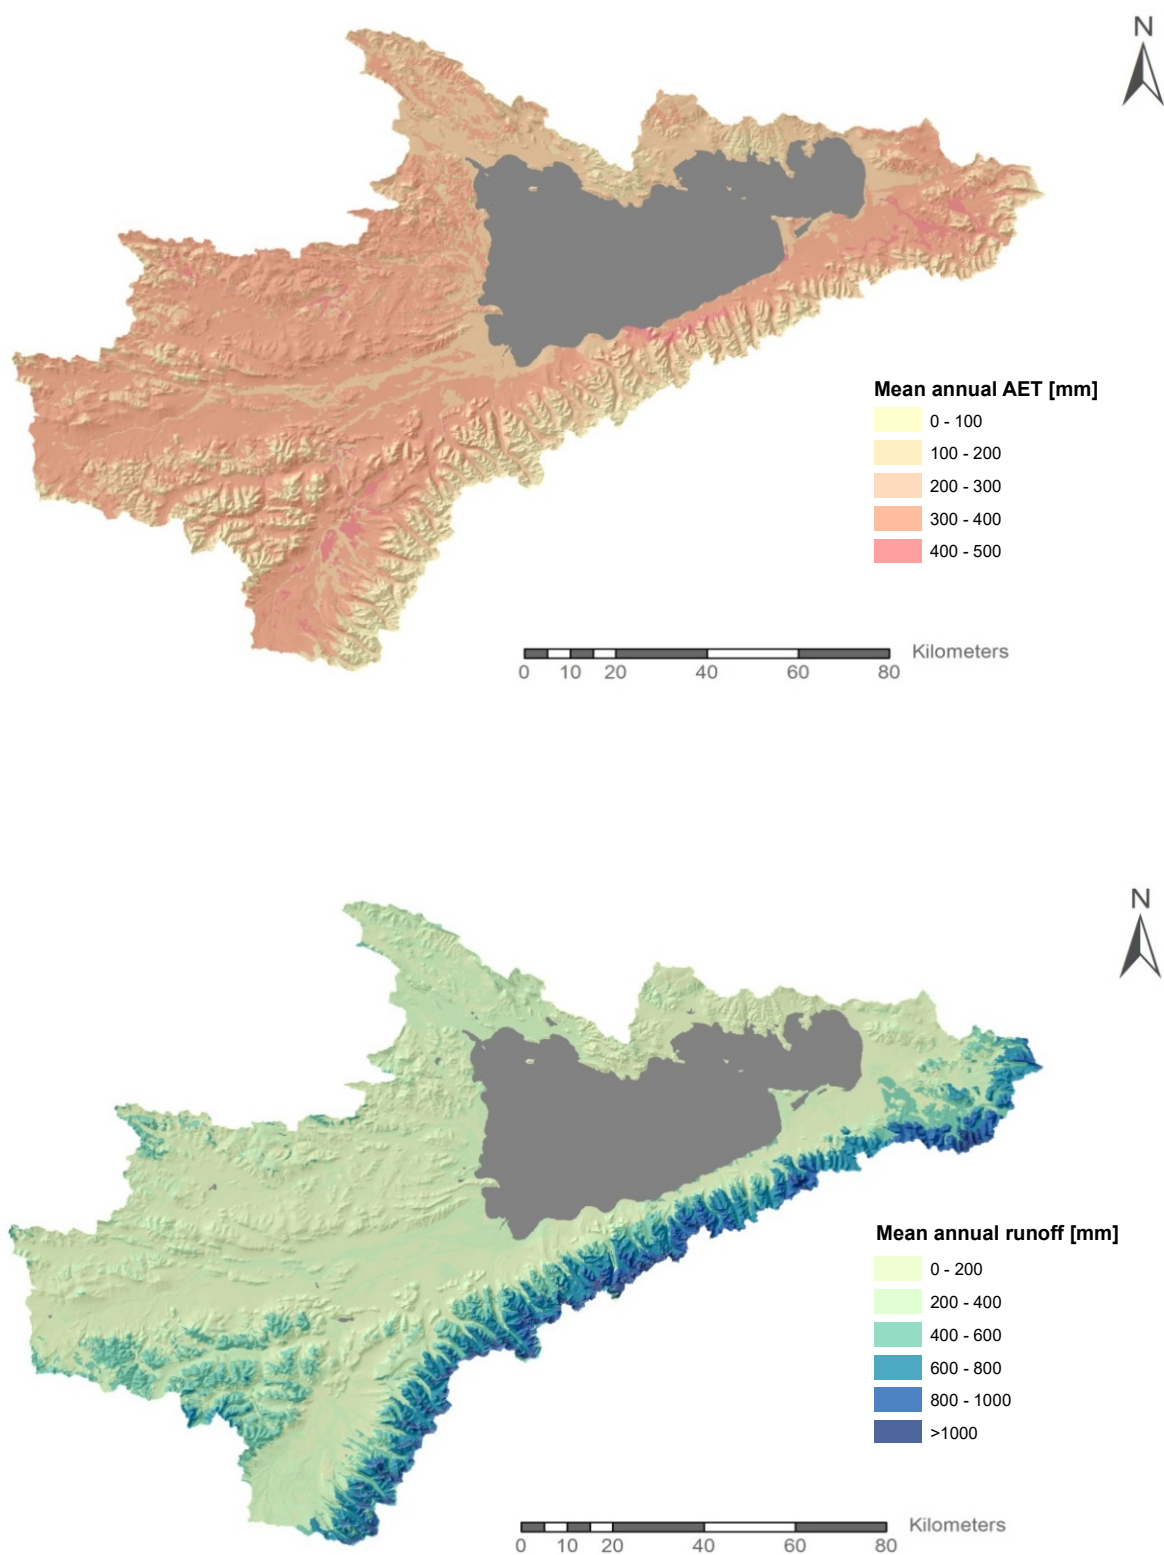 N
Mean annual AET [mm]
0 - 100
100 - 200
200 - 300
300 - 400
400 - 500
Kilometers
0 10 20 40 60 80
N
Mean annual runoff [mm]
0 - 200
200 - 400
400 - 600
600 - 800
800 - 1000
>1000
Kilometers
0 10 20 40 60 80